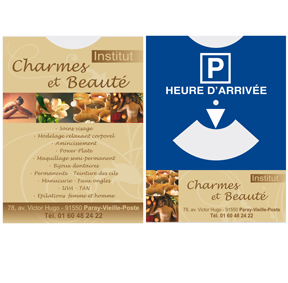 Institut
Charmes
et Beauté
- Soins visage
- Modelage relaxant corporel
- Amincissement
- Power Plate
- Maquillage semi-permanent
- Bijoux dentaires
- Permanente - Teinture des cils
- Manucure - Faux ongles
- UVA - TAN
- Epilations femme et homme
78, av. Victor Hugo - 91550 Paray-Vieille-Poste
Tél. 01 60 48 24 22
P
HEURE D'ARRIVÉE
Institut
Charmes
et Beauté
78, av. Victor Hugo - 91550 Paray-Vieille-Poste
Tél. 01 60 48 24 22